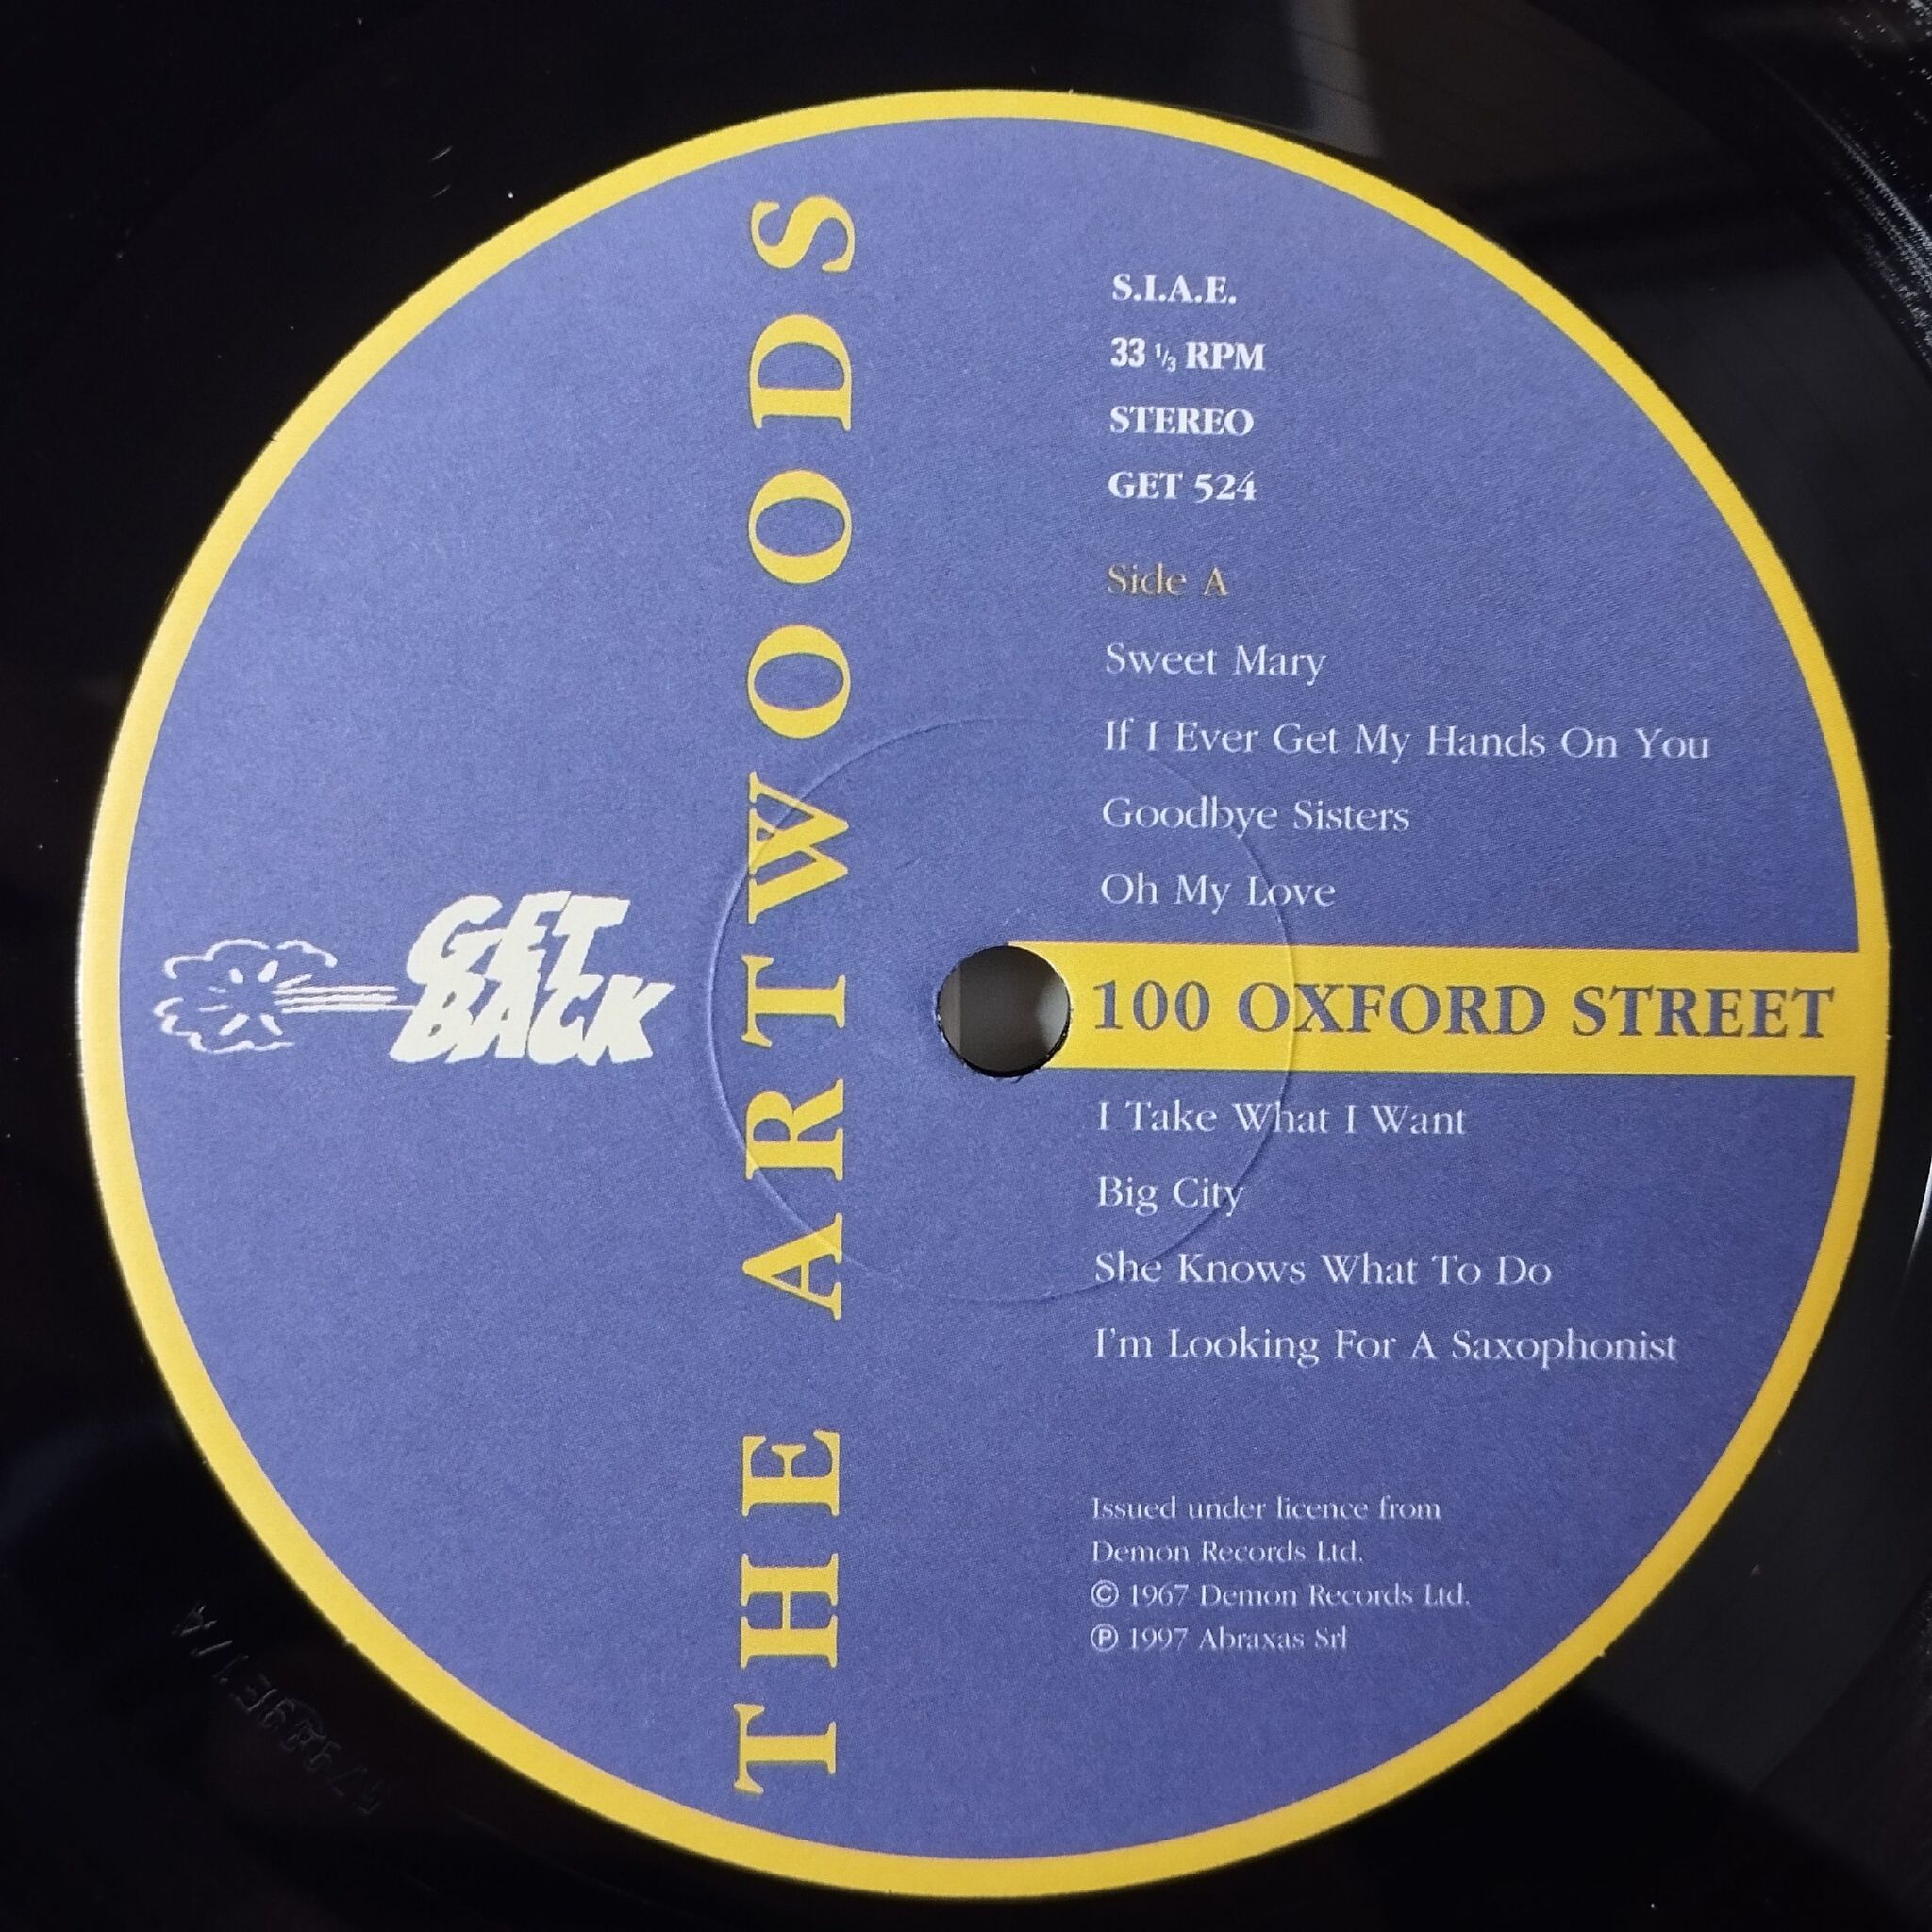 THE ARTWOODS
GET
BACK
S.I.A.E.
33 1/3 RPM
STEREO
GET 524
Side A
Sweet Mary
If I Ever Get My Hands On You
Goodbye Sisters
Oh My Love
100 OXFORD STREET
I Take What I Want
Big City
She Knows What To Do
I'm Looking For A Saxophonist
Issued under licence from
Demon Records Ltd.
© 1967 Demon Records Ltd.
℗ 1997 Abraxas Srl